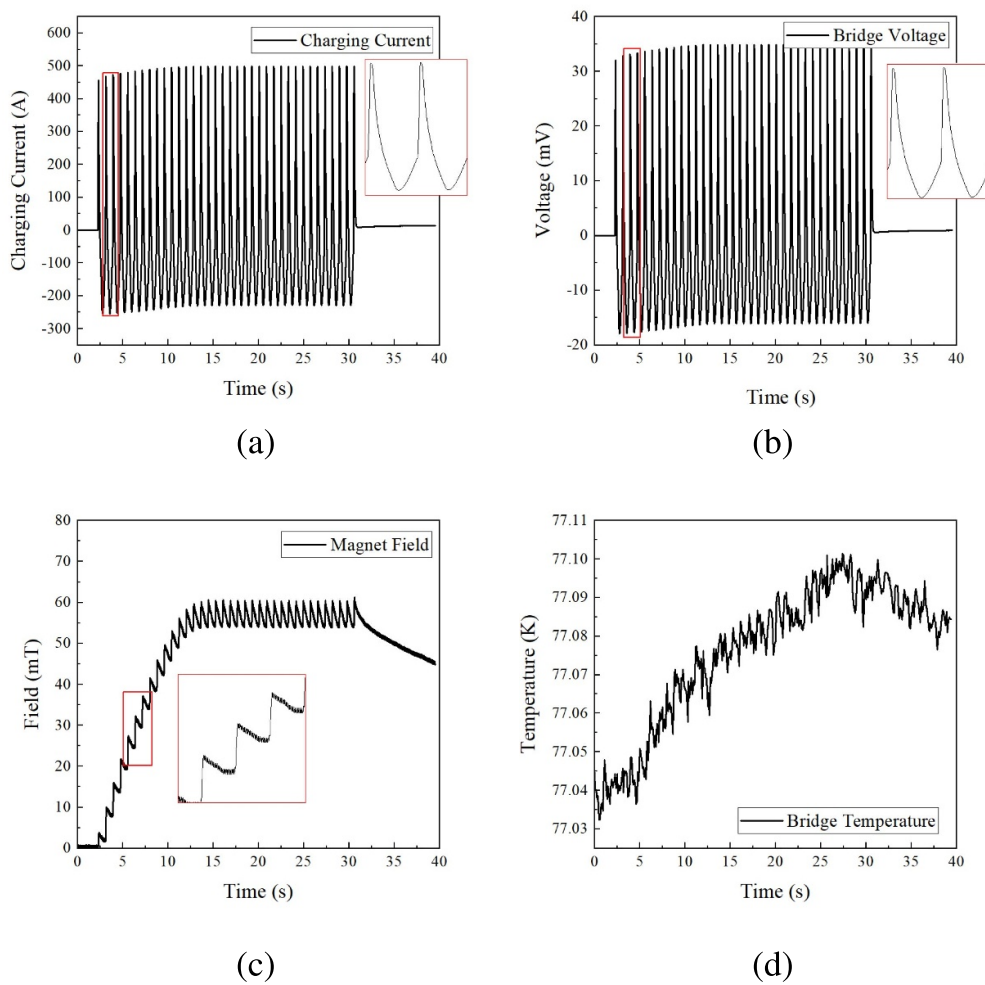 600
500
400
300
200
100
0
-100
-200
-300
Charging Current (A)
Charging Current
0 5 10 15 20 25 30 35 40
Time (s)
(a)
40
30
20
10
0
-10
-20
Voltage (mV)
Bridge Voltage
0 5 10 15 20 25 30 35 40
Time (s)
(b)
80
70
60
50
40
30
20
10
0
Field (mT)
Magnet Field
0 5 10 15 20 25 30 35 40
Time (s)
(c)
77.11
77.10
77.09
77.08
77.06
77.05
77.04
77.03
Temperature (K)
Bridge Temperature
0 5 10 15 20 25 30 35 40
Time (s)
(d)